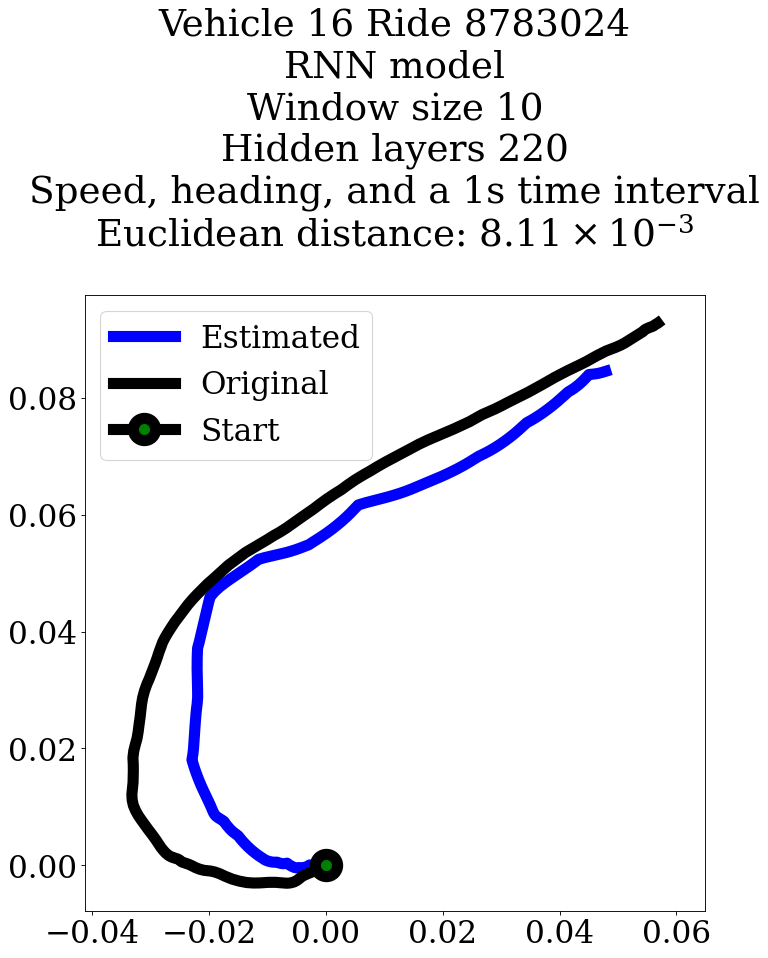 Vehicle 16 Ride 8783024
RNN model
Window size 10
Hidden layers 220
Speed, heading, and a 1s time interval
Euclidean distance: 8.11 × 10⁻³
Estimated
Original
Start
0.08
0.06
0.04
0.02
0.00
−0.04 −0.02 0.00 0.02 0.04 0.06